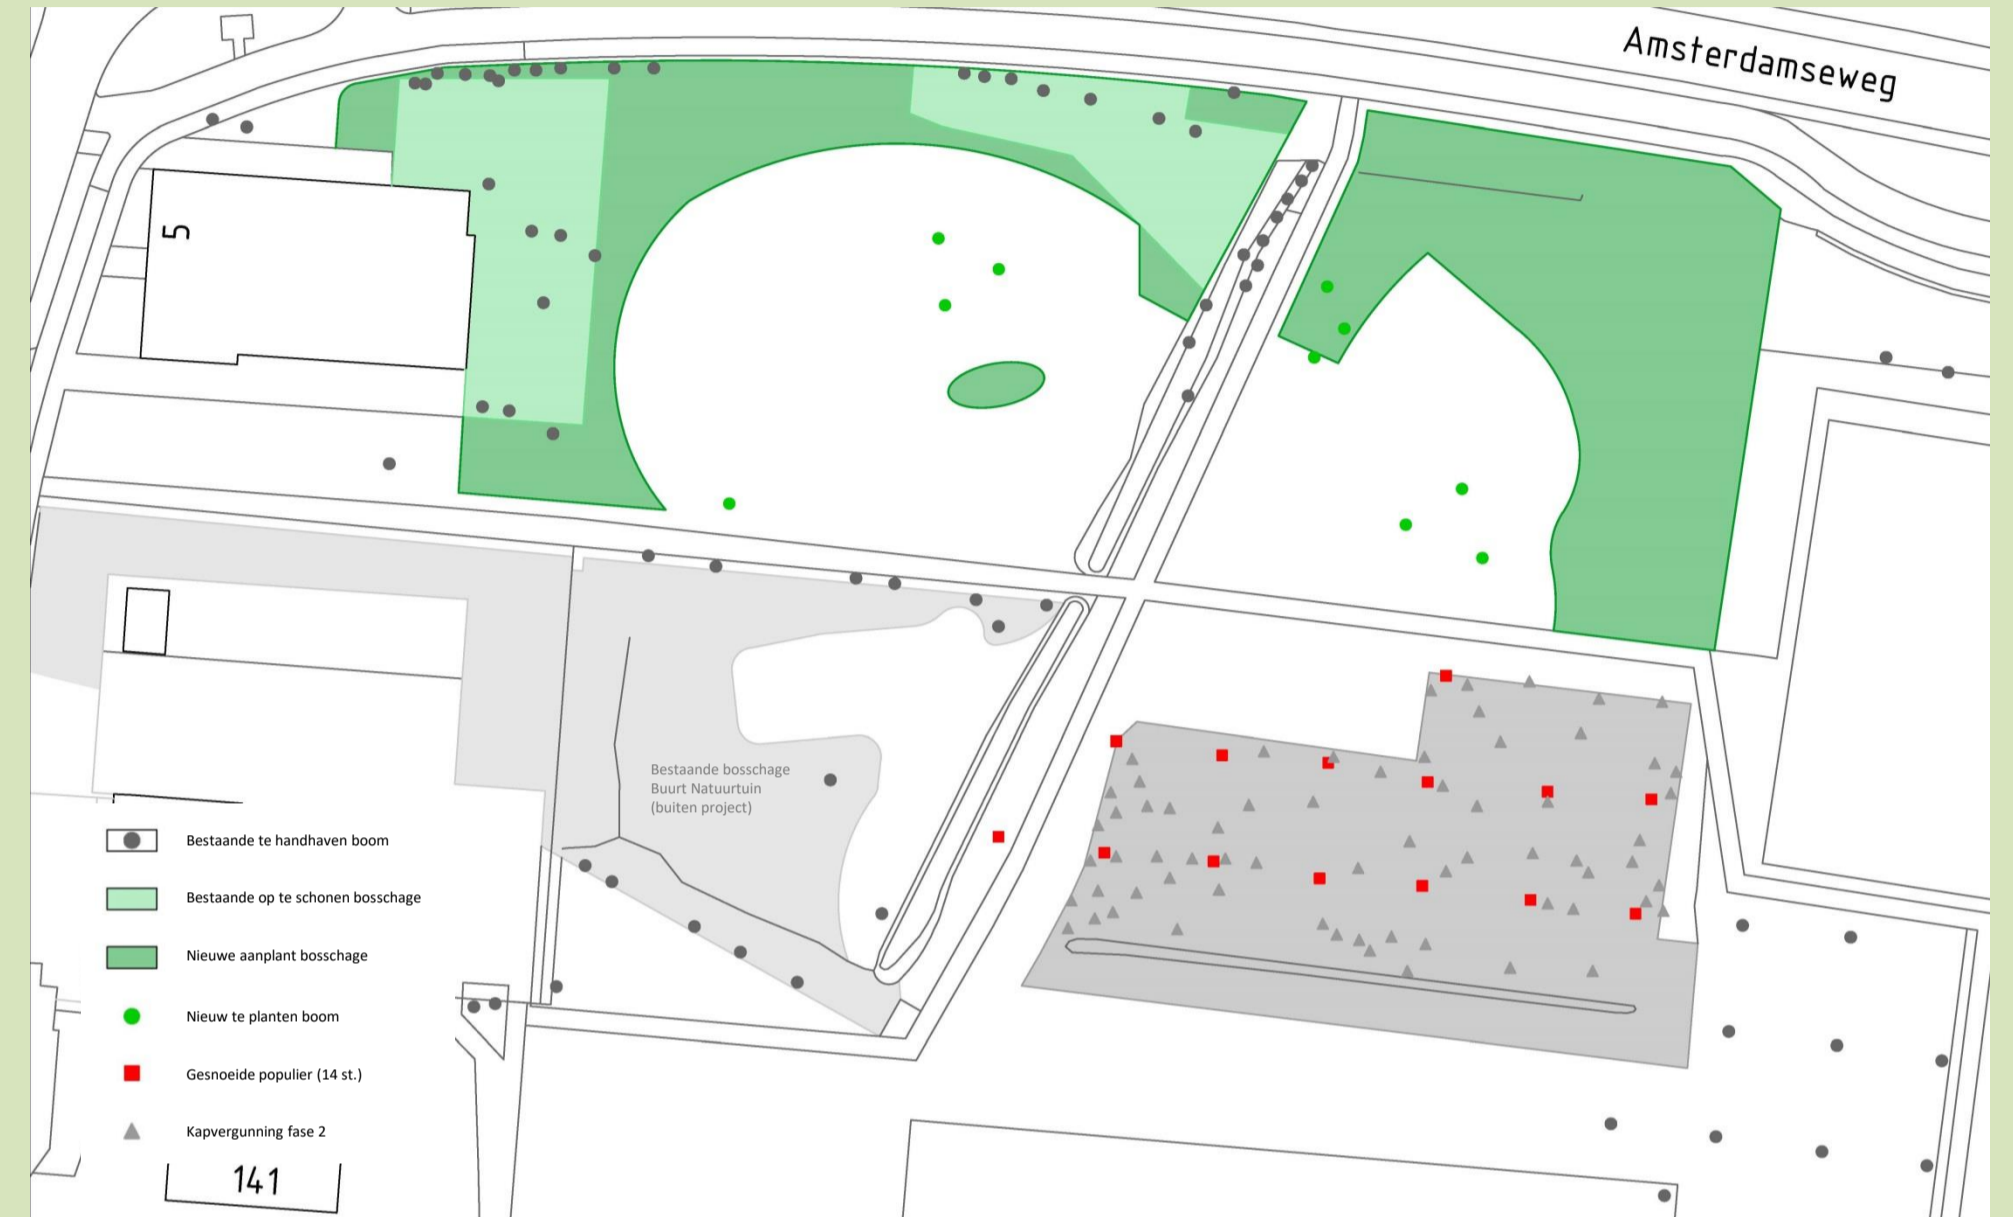 Amsterdamseweg
5
Bestaande bosschage
Buurt Natuurtuin
(buiten project)
Bestaande te handhaven boom
Bestaande op te schonen bosschage
Nieuwe aanplant bosschage
Nieuw te planten boom
Gesnoeide populier (14 st.)
Kapvergunning fase 2
141